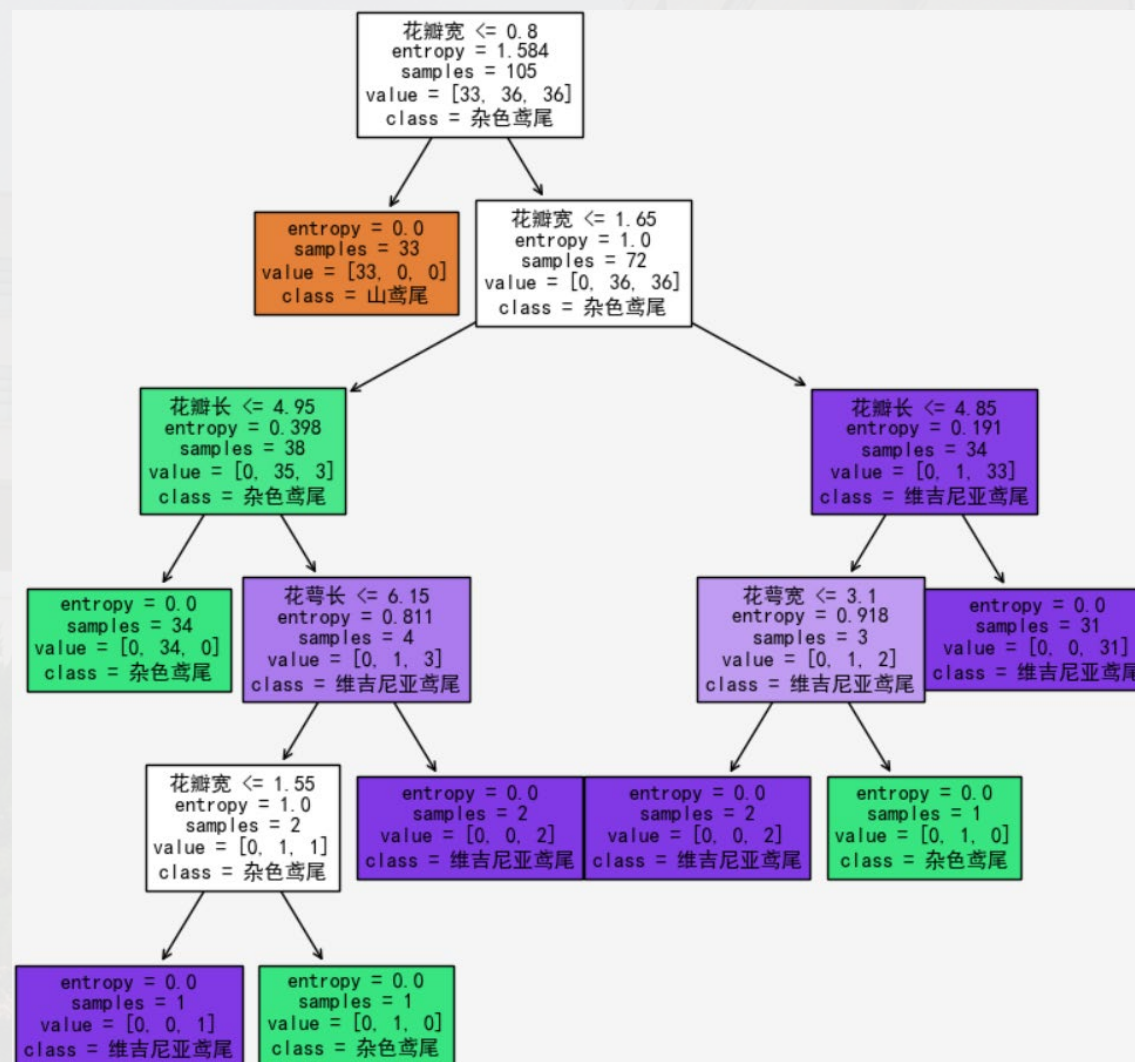 花瓣宽 <= 0.8
entropy = 1.584
samples = 105
value = [33, 36, 36]
class = 杂色鸢尾
entropy = 0.0
samples = 33
value = [33, 0, 0]
class = 山鸢尾
花瓣宽 <= 1.65
entropy = 1.0
samples = 72
value = [0, 36, 36]
class = 杂色鸢尾
花瓣长 <= 4.95
entropy = 0.398
samples = 38
value = [0, 35, 3]
class = 杂色鸢尾
花瓣长 <= 4.85
entropy = 0.191
samples = 34
value = [0, 1, 33]
class = 维吉尼亚鸢尾
entropy = 0.0
samples = 34
value = [0, 34, 0]
class = 杂色鸢尾
花萼长 <= 6.15
entropy = 0.811
samples = 4
value = [0, 1, 3]
class = 维吉尼亚鸢尾
花萼宽 <= 3.1
entropy = 0.918
samples = 3
value = [0, 1, 2]
class = 维吉尼亚鸢尾
entropy = 0.0
samples = 31
value = [0, 0, 31]
class = 维吉尼亚鸢尾
花瓣宽 <= 1.55
entropy = 1.0
samples = 2
value = [0, 1, 1]
class = 杂色鸢尾
entropy = 0.0
samples = 2
value = [0, 0, 2]
class = 维吉尼亚鸢尾
entropy = 0.0
samples = 2
value = [0, 0, 2]
class = 维吉尼亚鸢尾
entropy = 0.0
samples = 1
value = [0, 1, 0]
class = 杂色鸢尾
entropy = 0.0
samples = 1
value = [0, 0, 1]
class = 维吉尼亚鸢尾
entropy = 0.0
samples = 1
value = [0, 1, 0]
class = 杂色鸢尾